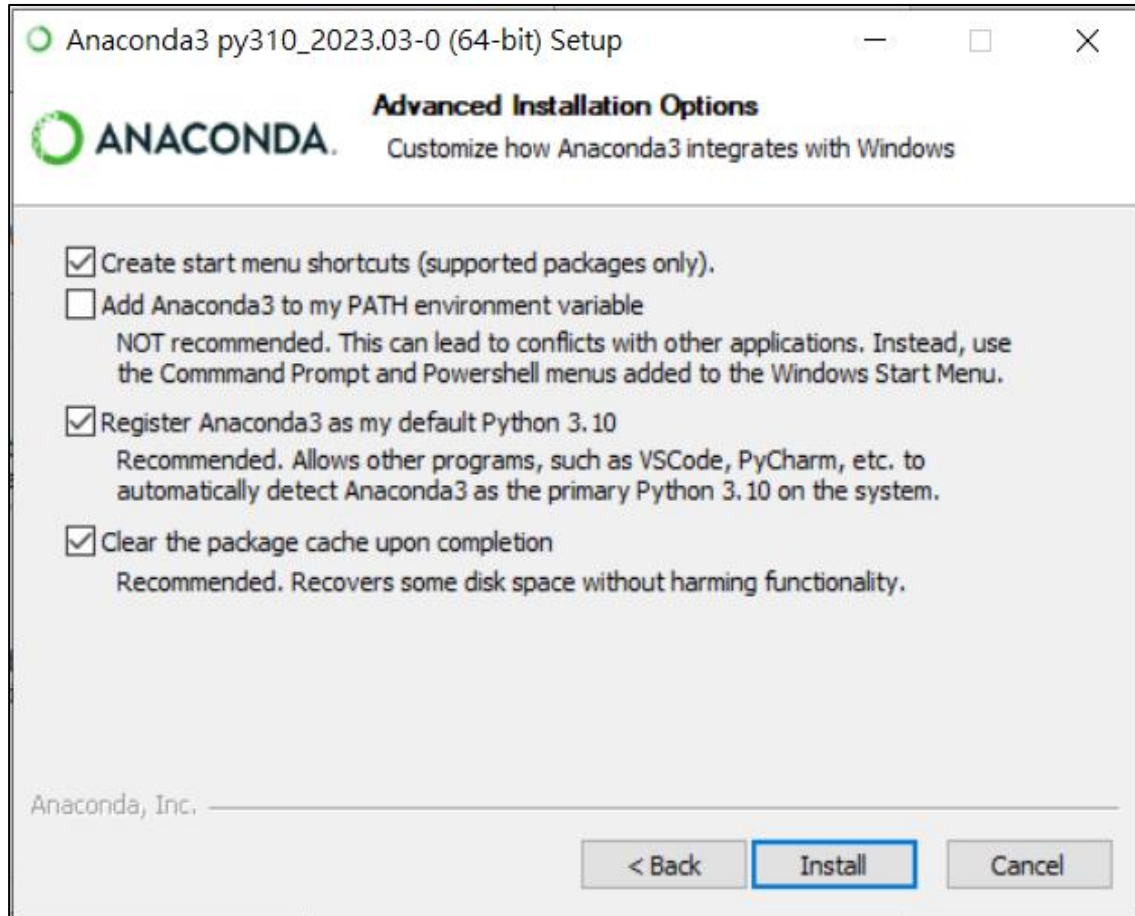 Anaconda3 py310_2023.03-0 (64-bit) Setup
ANACONDA.
Advanced Installation Options
Customize how Anaconda3 integrates with Windows
Create start menu shortcuts (supported packages only).
Add Anaconda3 to my PATH environment variable
NOT recommended. This can lead to conflicts with other applications. Instead, use
the Commmand Prompt and Powershell menus added to the Windows Start Menu.
Register Anaconda3 as my default Python 3.10
Recommended. Allows other programs, such as VSCode, PyCharm, etc. to
automatically detect Anaconda3 as the primary Python 3.10 on the system.
Clear the package cache upon completion
Recommended. Recovers some disk space without harming functionality.
Anaconda, Inc.
< Back
Install
Cancel